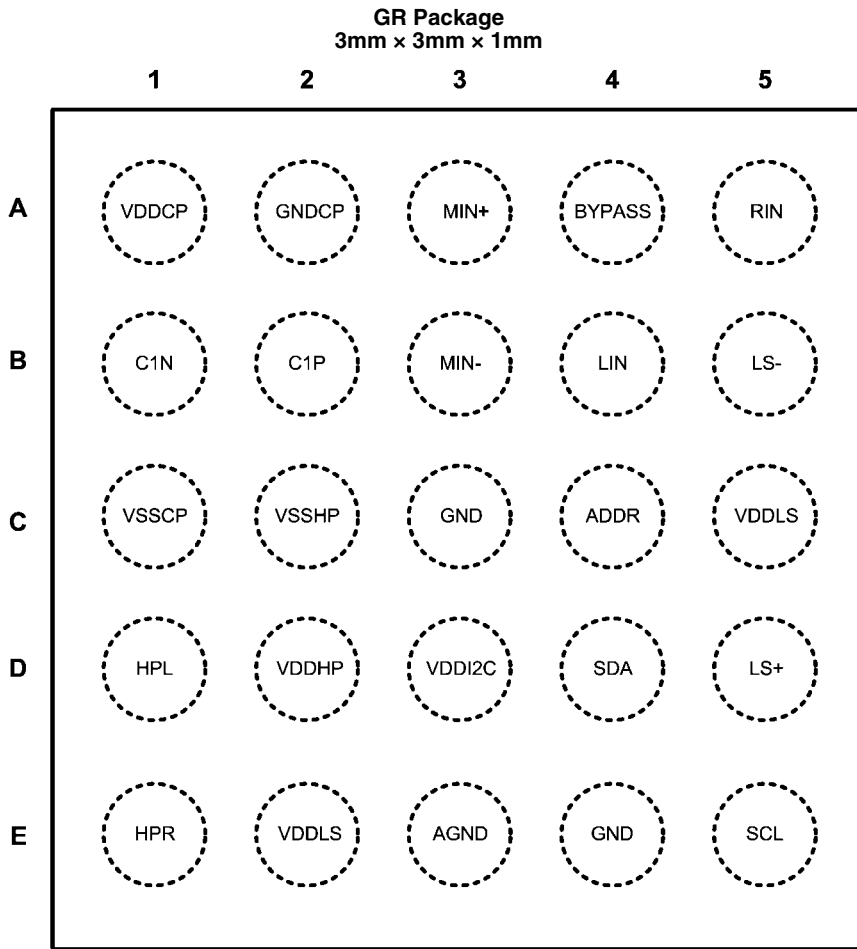 GR Package
3mm × 3mm × 1mm
1 2 3 4 5
A VDDCP GNDCP MIN+ BYPASS RIN
B C1N C1P MIN- LIN LS-
C VSSCP VSSHP GND ADDR VDDLS
D HPL VDDHP VDDI2C SDA LS+
E HPR VDDLS AGND GND SCL